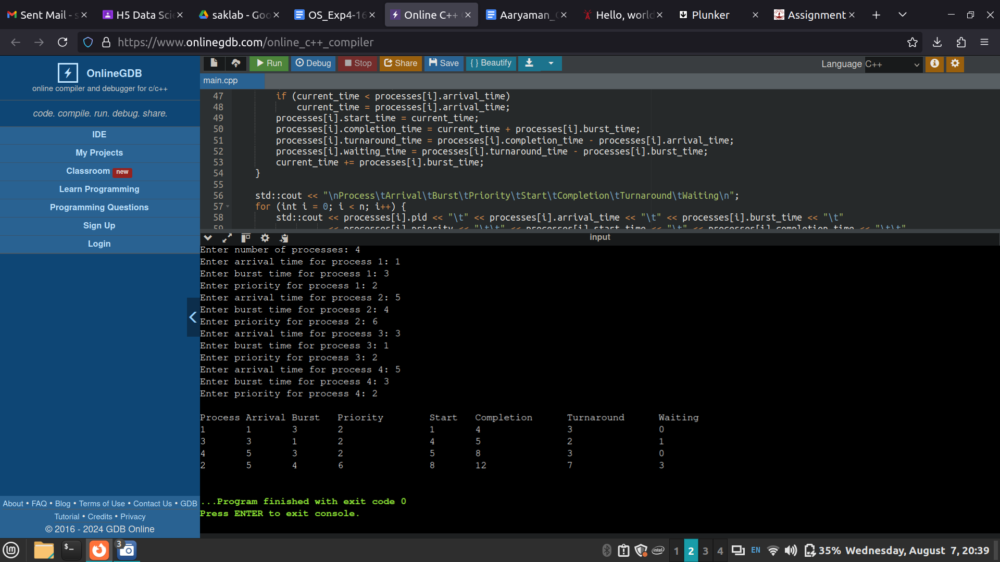 Sent Mail - s
H5 Data Scie
saklab - Goo
OS_Exp4-16
Online C++
Aaryaman_
Hello, world
Plunker
Assignment
https://www.onlinegdb.com/online_c++_compiler
OnlineGDB
online compiler and debugger for c/c++
code. compile. run. debug. share.
IDE
My Projects
Classroom new
Learn Programming
Programming Questions
Sign Up
Login
About • FAQ • Blog • Terms of Use • Contact Us • GDB
Tutorial • Credits • Privacy
© 2016 - 2024 GDB Online
Run Debug Stop Share Save { } Beautify
Language C++
main.cpp
47 if (current_time < processes[i].arrival_time)
48 current_time = processes[i].arrival_time;
49 processes[i].start_time = current_time;
50 processes[i].completion_time = current_time + processes[i].burst_time;
51 processes[i].turnaround_time = processes[i].completion_time - processes[i].arrival_time;
52 processes[i].waiting_time = processes[i].turnaround_time - processes[i].burst_time;
53 current_time += processes[i].burst_time;
54 }
55
56 std::cout << "\nProcess\tArrival\tBurst\tPriority\tStart\tCompletion\tTurnaround\tWaiting\n";
57 for (int i = 0; i < n; i++) {
58 std::cout << processes[i].pid << "\t" << processes[i].arrival_time << "\t" << processes[i].burst_time << "\t"
59 << processes[i].priority << "\t\t" << processes[i].start_time << "\t" << processes[i].completion_time << "\t\t"
input
Enter number of processes: 4
Enter arrival time for process 1: 1
Enter burst time for process 1: 3
Enter priority for process 1: 2
Enter arrival time for process 2: 5
Enter burst time for process 2: 4
Enter priority for process 2: 6
Enter arrival time for process 3: 3
Enter burst time for process 3: 1
Enter priority for process 3: 2
Enter arrival time for process 4: 5
Enter burst time for process 4: 3
Enter priority for process 4: 2
Process Arrival Burst Priority Start Completion Turnaround Waiting
1 1 3 2 1 4 3 0
3 3 1 2 4 5 2 1
4 5 3 2 5 8 3 0
2 5 4 6 8 12 7 3
...Program finished with exit code 0
Press ENTER to exit console.
$_
3
intel
1 2 3 4
EN
35% Wednesday, August 7, 20:39